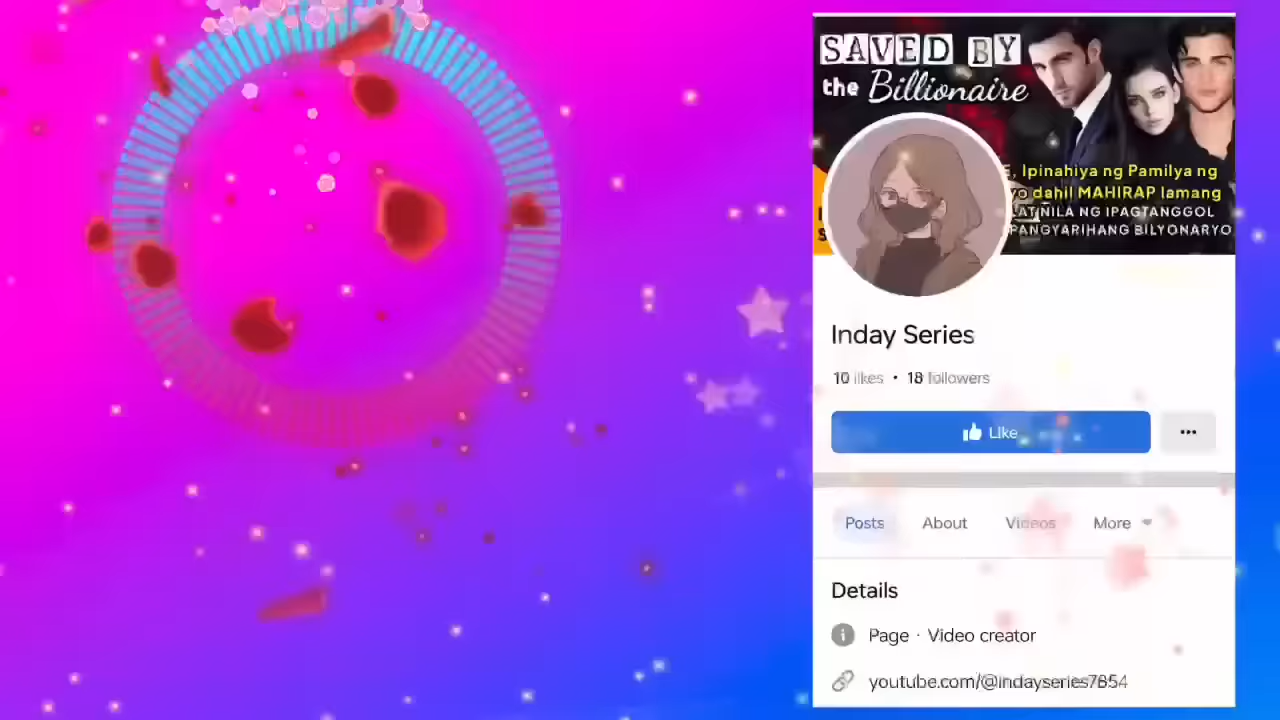 SAVED BY
the Billionaire
Ipinahiya ng Pamilya ng
dahil MAHIRAP lamang
NILA NG IPAGTANGGOL
PANGYARIHANG BILYONARYO
Inday Series
10 likes • 18 followers
Like
Posts About Videos More
Details
Page · Video creator
youtube.com/@indayseries7854